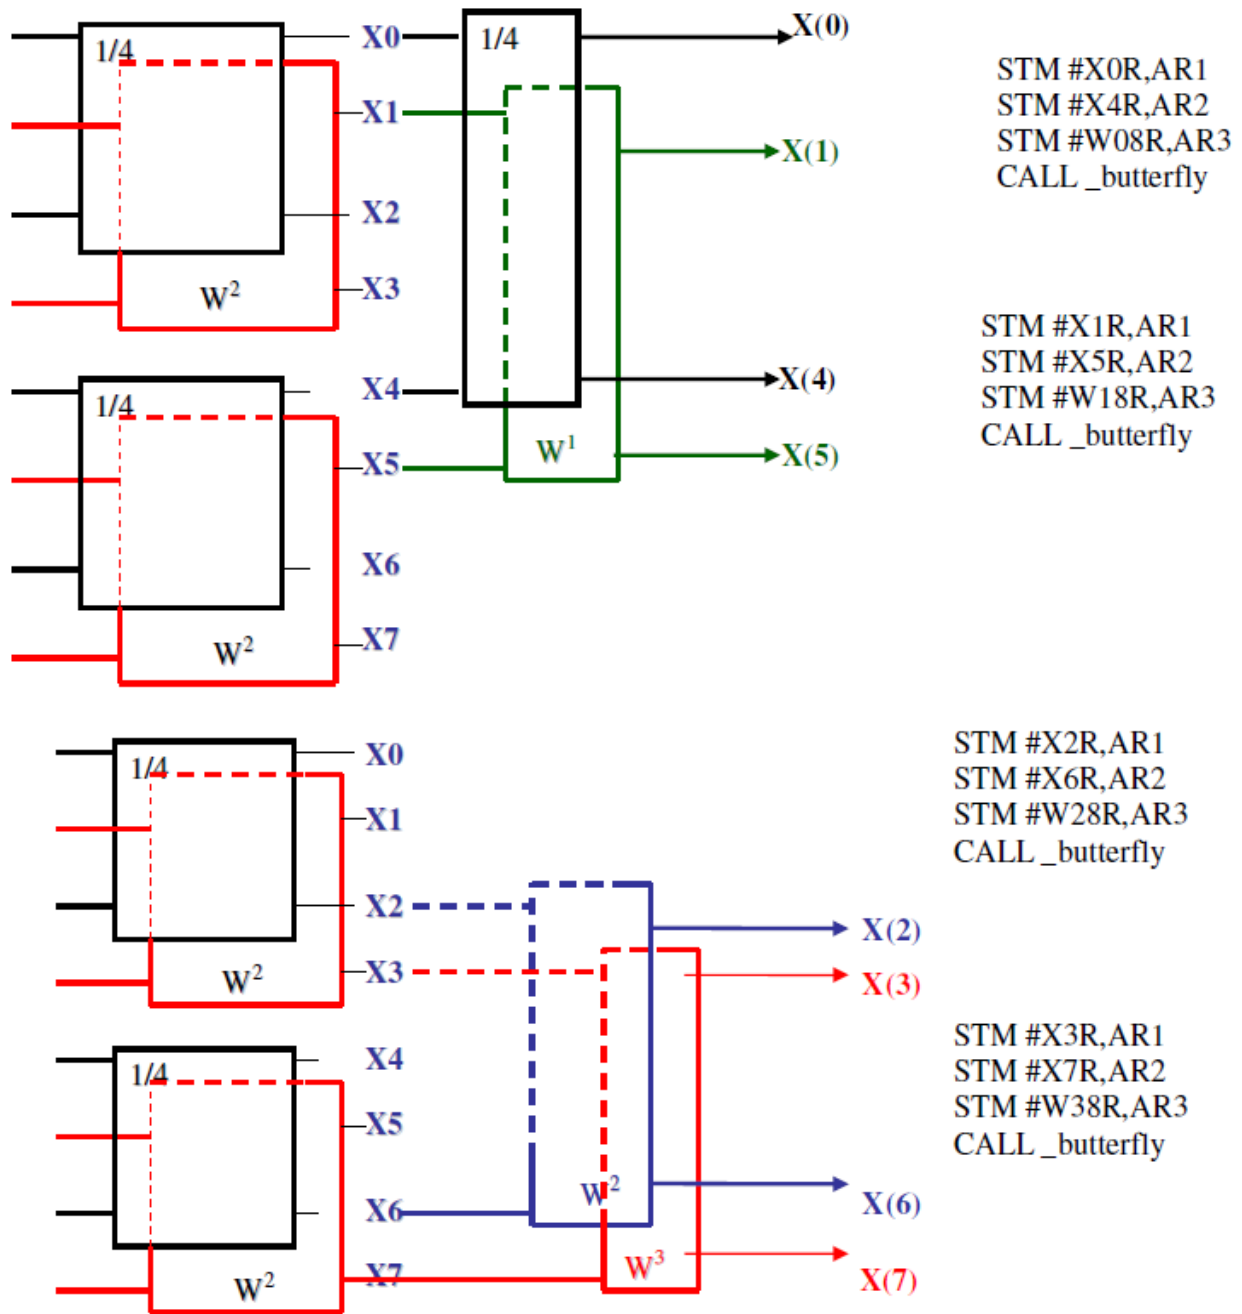 X0
X(0)
1/4
1/4
STM #X0R,AR1
X1
STM #X4R,AR2
X(1)
STM #W08R,AR3
CALL _butterfly
X2
W²
X3
STM #X1R,AR1
STM #X5R,AR2
X4
X(4)
1/4
STM #W18R,AR3
CALL _butterfly
X5
W¹
X(5)
X6
W²
X7
X0
1/4
STM #X2R,AR1
STM #X6R,AR2
X1
STM #W28R,AR3
CALL _butterfly
X2
X(2)
W²
X3
X(3)
X4
1/4
STM #X3R,AR1
STM #X7R,AR2
X5
STM #W38R,AR3
CALL _butterfly
X6
W²
X(6)
W²
X7
W³
X(7)